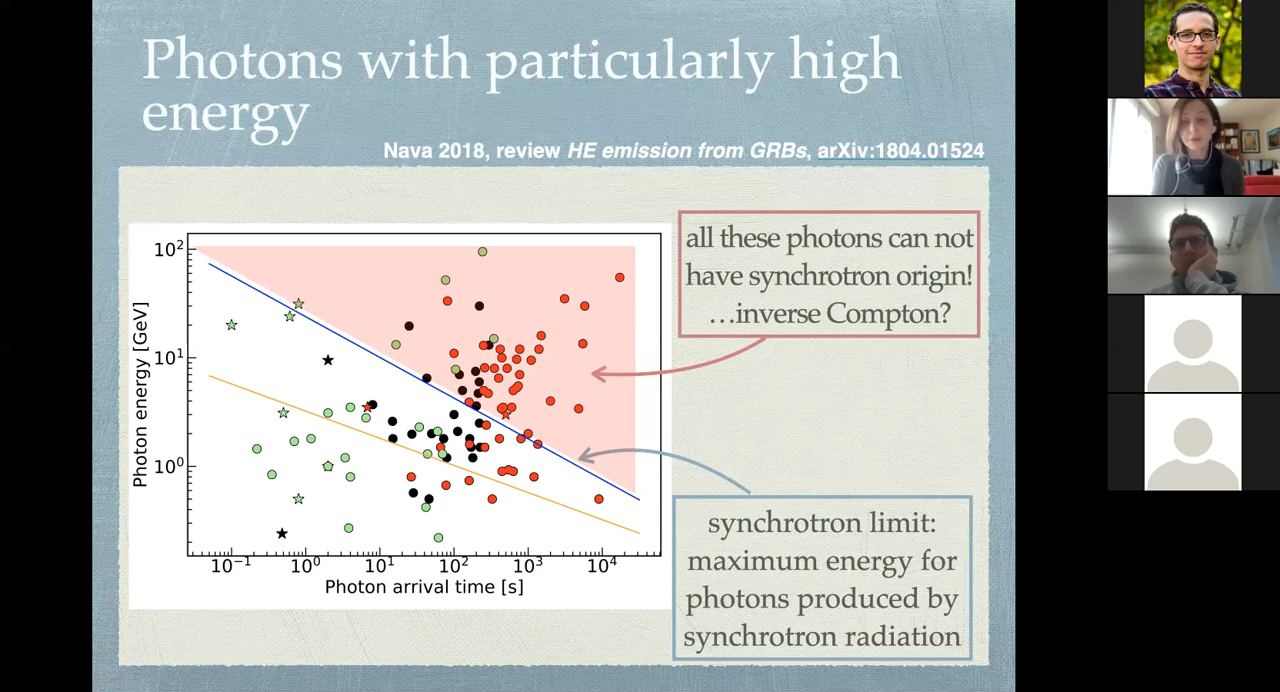 Photons with particularly high
energy
Nava 2018, review HE emission from GRBs, arXiv:1804.01524
all these photons can not
have synchrotron origin!
…inverse Compton?
10²
10¹
10⁰
Photon energy [GeV]
10⁻¹ 10⁰ 10¹ 10² 10³ 10⁴
Photon arrival time [s]
synchrotron limit:
maximum energy for
photons produced by
synchrotron radiation